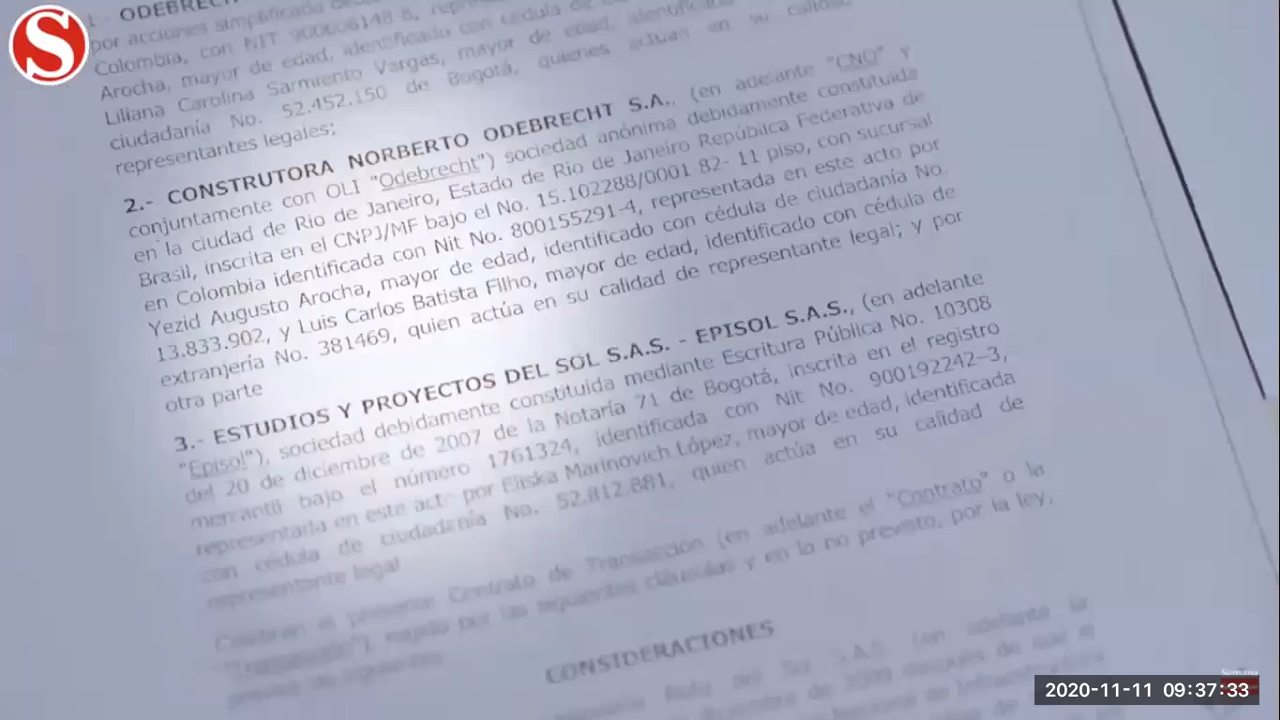 S
1.- ODEBRECH
por acciones simplificada
Colombia, con NIT 900606148-8,
Arocha, mayor de edad, identificado con cédula de
Liliana Carolina Sarmiento Vargas, mayor de edad,
ciudadanía No. 52.452.150 de Bogotá, quienes actúan en su calidad
representantes legales;
2.- CONSTRUTORA NORBERTO ODEBRECHT S.A., (en adelante "CNO" y
conjuntamente con OLI "Odebrecht") sociedad anónima debidamente constituida
en la ciudad de Rio de Janeiro, Estado de Rio de Janeiro República Federativa de
Brasil, inscrita en el CNPJ/MF bajo el No. 15.102288/0001 82- 11 piso, con sucursal
en Colombia identificada con Nit No. 800155291-4, representada en este acto por
Yezid Augusto Arocha, mayor de edad, identificado con cédula de ciudadanía No.
13.833.902, y Luis Carlos Batista Filho, mayor de edad, identificado con cédula de
extranjería No. 381469, quien actúa en su calidad de representante legal; y por
otra parte
3.- ESTUDIOS Y PROYECTOS DEL SOL S.A.S. - EPISOL S.A.S., (en adelante
"Episol"), sociedad debidamente constituida mediante Escritura Pública No. 10308
del 20 de diciembre de 2007 de la Notaría 71 de Bogotá, inscrita en el registro
mercantil bajo el número 1761324, identificada con Nit No. 900192242–3,
representada en este act por Eliska Marinovich López, mayor de edad, identificada
con cédula de ciudadanía No. 52.812.881, quien actúa en su calidad de
representante legal
Celebran el presente Contrato de Transacción (en adelante el "Contrato" o la
"Transacción"), regido por las siguientes cláusulas y en lo no previsto, por la ley,
CONSIDERACIONES
Semana
2020-11-11 09:37:33